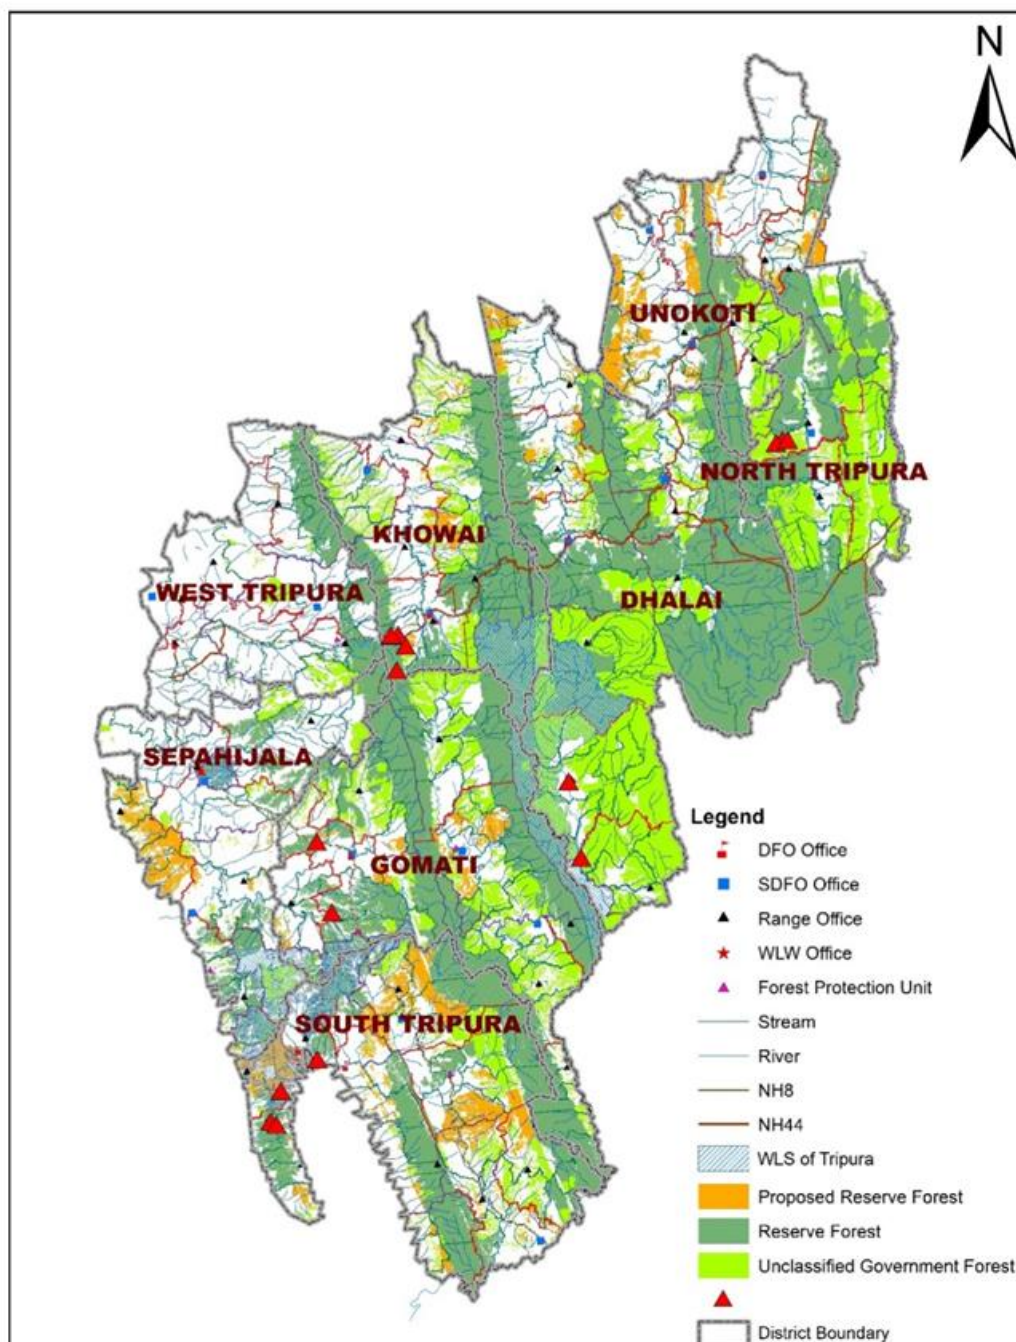 N
UNOKOTI
NORTH TRIPURA
KHOWAI
WEST TRIPURA
DHALAI
SEPAHIJALA
GOMATI
SOUTH TRIPURA
Legend
DFO Office
SDFO Office
Range Office
WLW Office
Forest Protection Unit
Stream
River
NH8
NH44
WLS of Tripura
Proposed Reserve Forest
Reserve Forest
Unclassified Government Forest
District Boundary